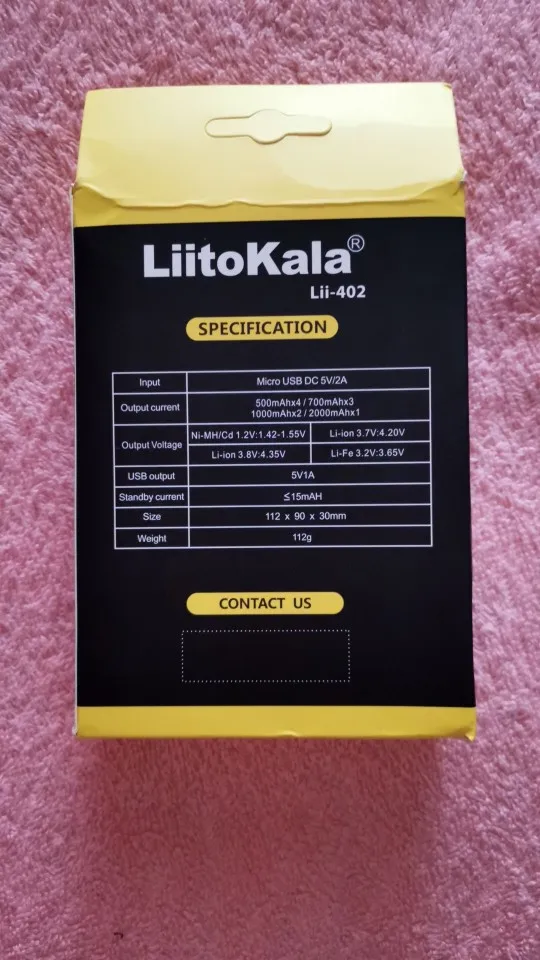 LiitoKala®
Lii-402
SPECIFICATION
Input Micro USB DC 5V/2A
Output current 500mAhx4 / 700mAhx3
1000mAhx2 / 2000mAhx1
Output Voltage Ni-MH/Cd 1.2V:1.42-1.55V Li-ion 3.7V:4.20V
Li-ion 3.8V:4.35V Li-Fe 3.2V:3.65V
USB output 5V1A
Standby current ≦15mAH
Size 112 x 90 x 30mm
Weight 112g
CONTACT US